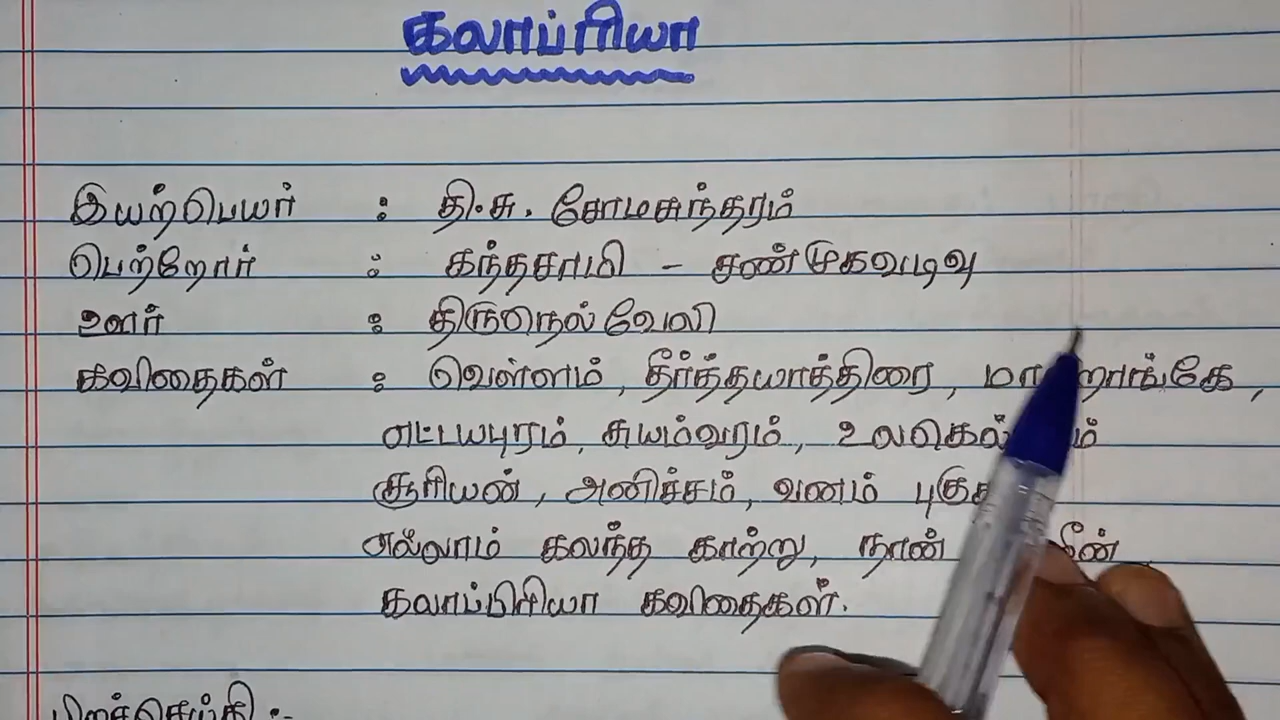 கலாப்ரியா
இயற்பெயர் : தி.சு. சோமசுந்தரம்
பெற்றோர் : கந்தசாமி - சண்முகவடிவு
ஊர் : திருநெல்வேலி
கவிதைகள் : வெள்ளம், தீர்த்தயாத்திரை,
எட்டயபுரம், சுயம்வரம்,
சூரியன், அனிச்சம், வனம்
எல்லாம் கலந்த காற்று, நான்
கலாப்பிரியா கவிதைகள்.
பிறச்செய்தி :-